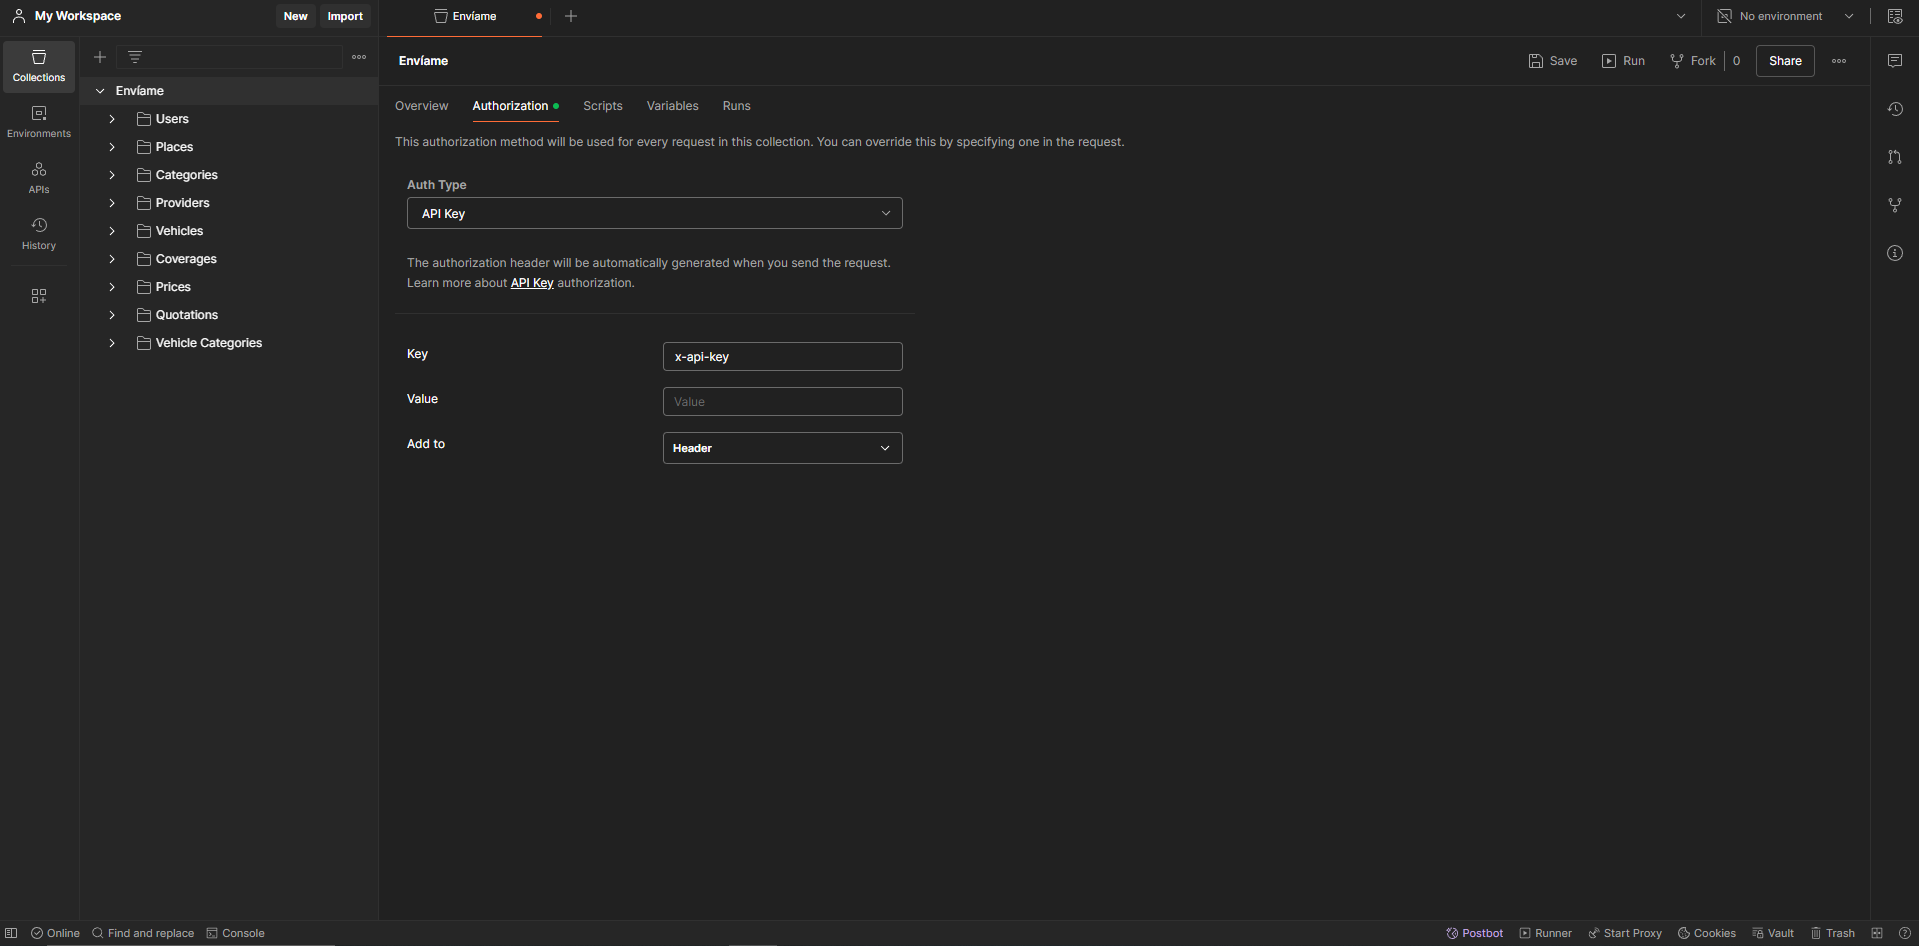 My Workspace
New
Import
Envíame
No environment
Collections
Environments
APIs
History
Envíame
Users
Places
Categories
Providers
Vehicles
Coverages
Prices
Quotations
Vehicle Categories
Envíame
Save
Run
Fork
0
Share
Overview
Authorization
Scripts
Variables
Runs
This authorization method will be used for every request in this collection. You can override this by specifying one in the request.
Auth Type
API Key
The authorization header will be automatically generated when you send the request.
Learn more about API Key authorization.
Key
x-api-key
Value
Value
Add to
Header
Online
Find and replace
Console
Postbot
Runner
Start Proxy
Cookies
Vault
Trash